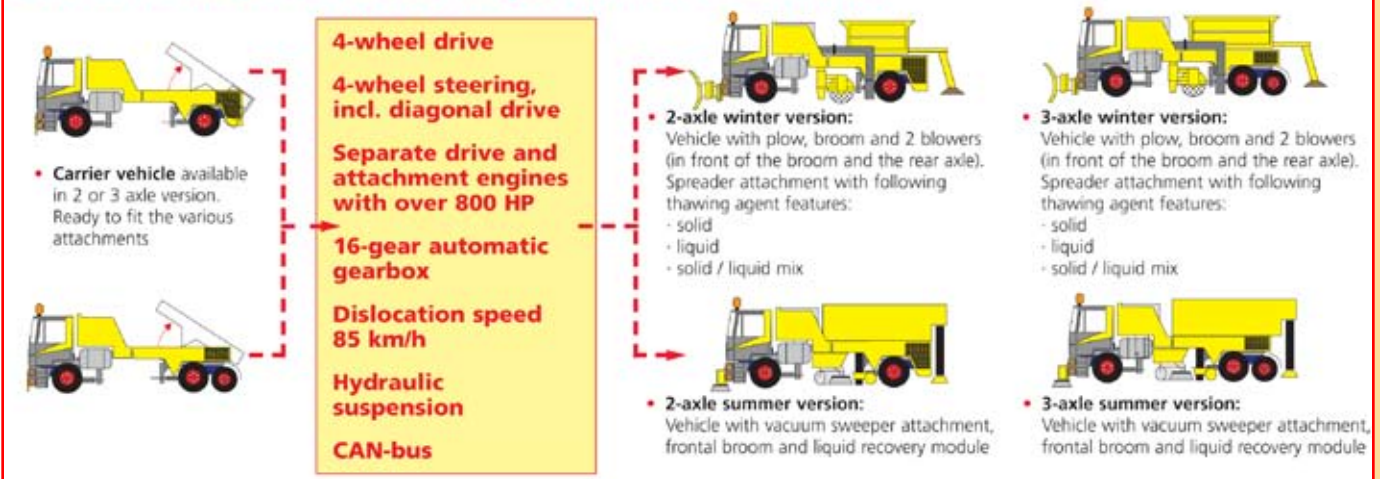 • Carrier vehicle available
in 2 or 3 axle version.
Ready to fit the various
attachments
4-wheel drive
4-wheel steering,
incl. diagonal drive
Separate drive and
attachment engines
with over 800 HP
16-gear automatic
gearbox
Dislocation speed
85 km/h
Hydraulic
suspension
CAN-bus
• 2-axle winter version:
Vehicle with plow, broom and 2 blowers
(in front of the broom and the rear axle).
Spreader attachment with following
thawing agent features:
· solid
· liquid
· solid / liquid mix
• 3-axle winter version:
Vehicle with plow, broom and 2 blowers
(in front of the broom and the rear axle).
Spreader attachment with following
thawing agent features:
· solid
· liquid
· solid / liquid mix
• 2-axle summer version:
Vehicle with vacuum sweeper attachment,
frontal broom and liquid recovery module
• 3-axle summer version:
Vehicle with vacuum sweeper attachment,
frontal broom and liquid recovery module